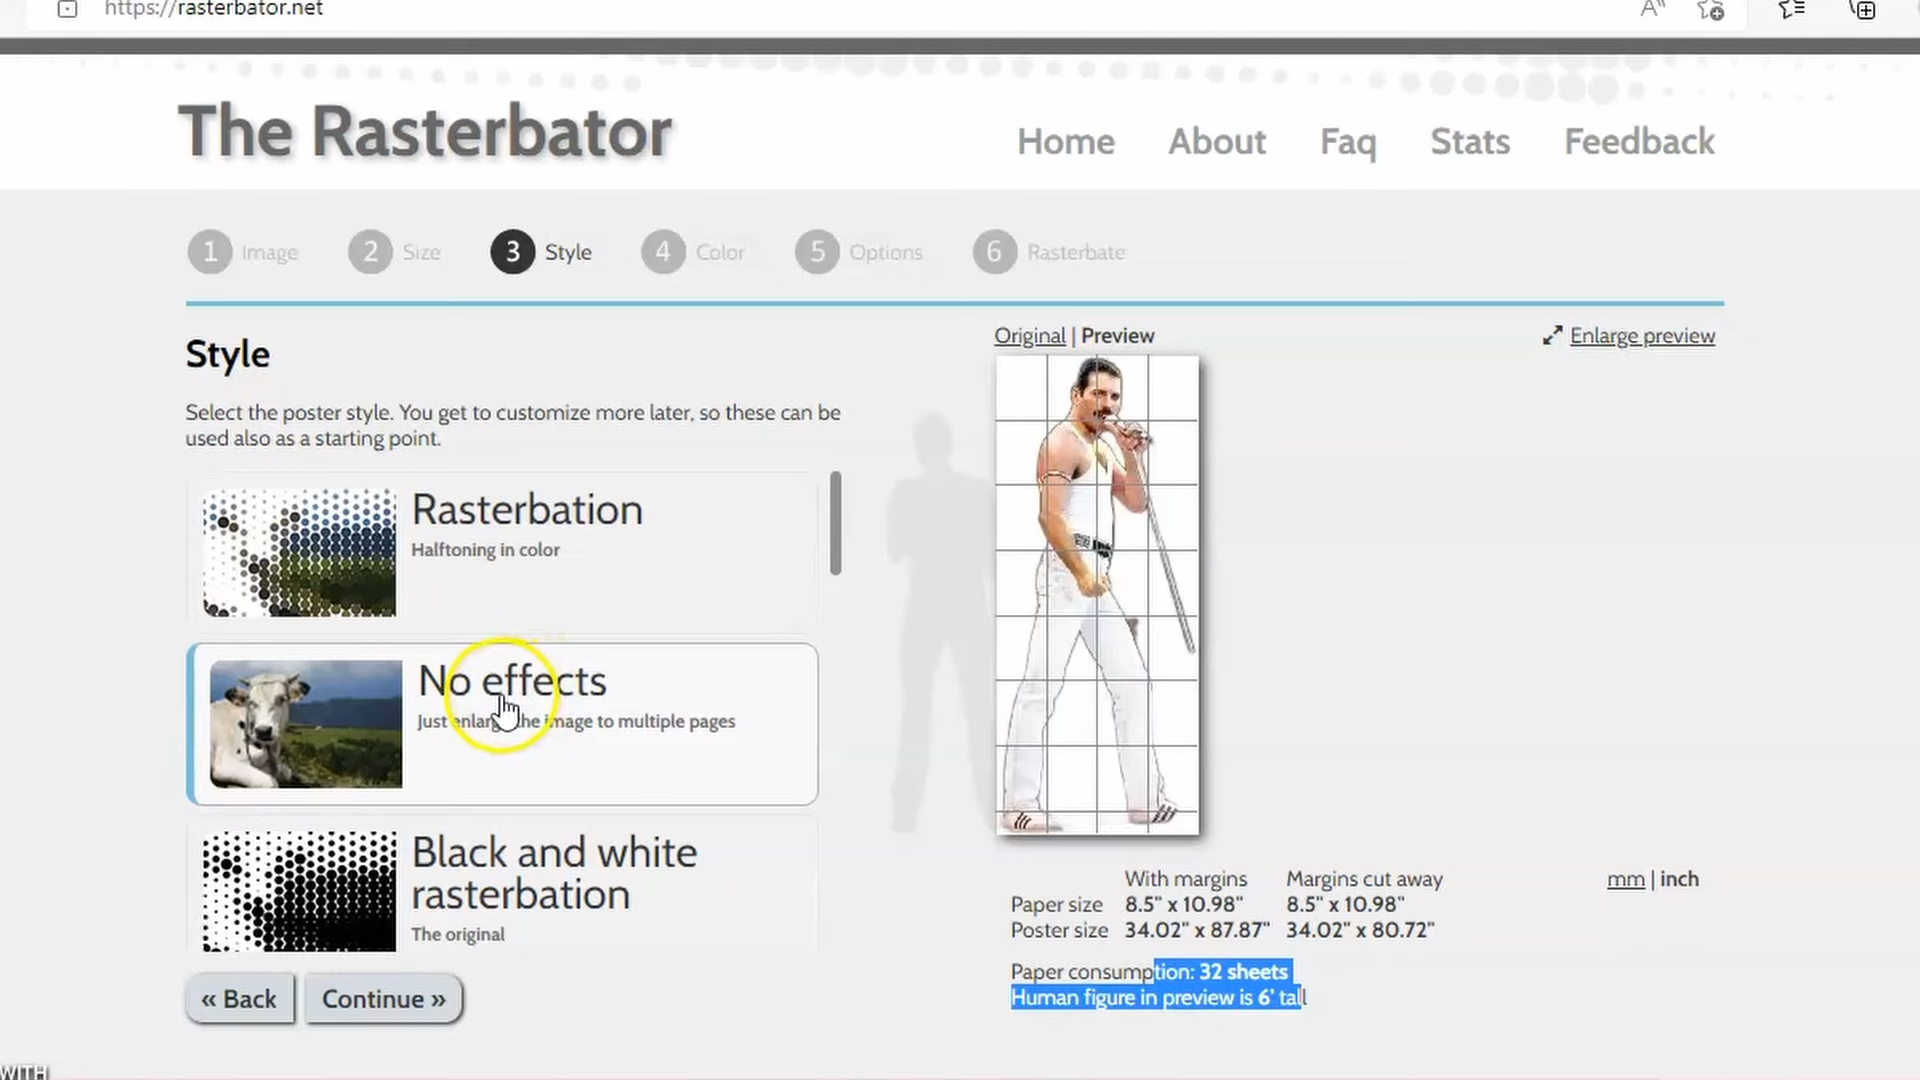 https://rasterbator.net
The Rasterbator
Home About Faq Stats Feedback
1 Image 2 Size 3 Style 4 Color 5 Options 6 Rasterbate
Style
Select the poster style. You get to customize more later, so these can be
used also as a starting point.
Rasterbation
Halftoning in color
No effects
Just enlarge the image to multiple pages
Black and white
rasterbation
The original
« Back Continue »
Original | Preview
Enlarge preview
With margins Margins cut away mm | inch
Paper size 8.5" x 10.98" 8.5" x 10.98"
Poster size 34.02" x 87.87" 34.02" x 80.72"
Paper consumption: 32 sheets
Human figure in preview is 6' tall
WITH